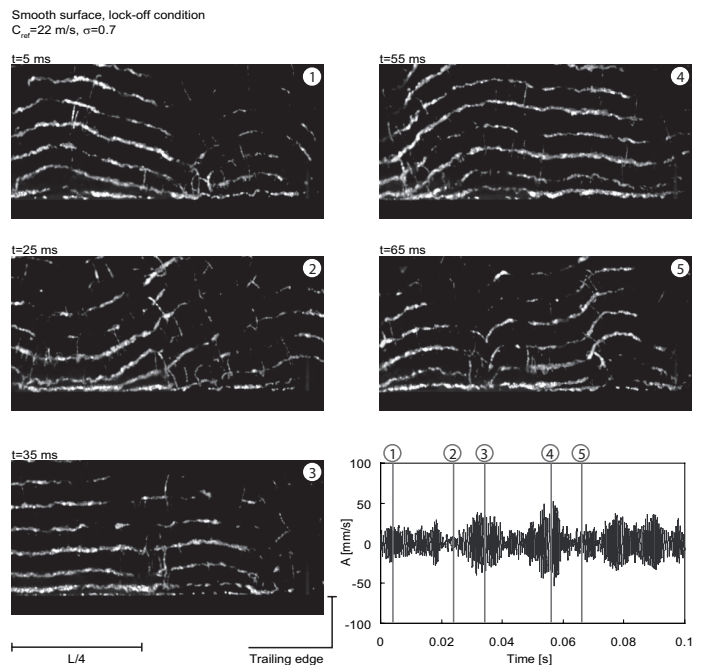 Smooth surface, lock-off condition
C_ref=22 m/s, σ=0.7
t=5 ms
1
t=55 ms
4
t=25 ms
2
t=65 ms
5
t=35 ms
3
1 2 3 4 5
100
50
0
-50
-100
A [mm/s]
0 0.02 0.04 0.06 0.08 0.1
Time [s]
L/4
Trailing edge